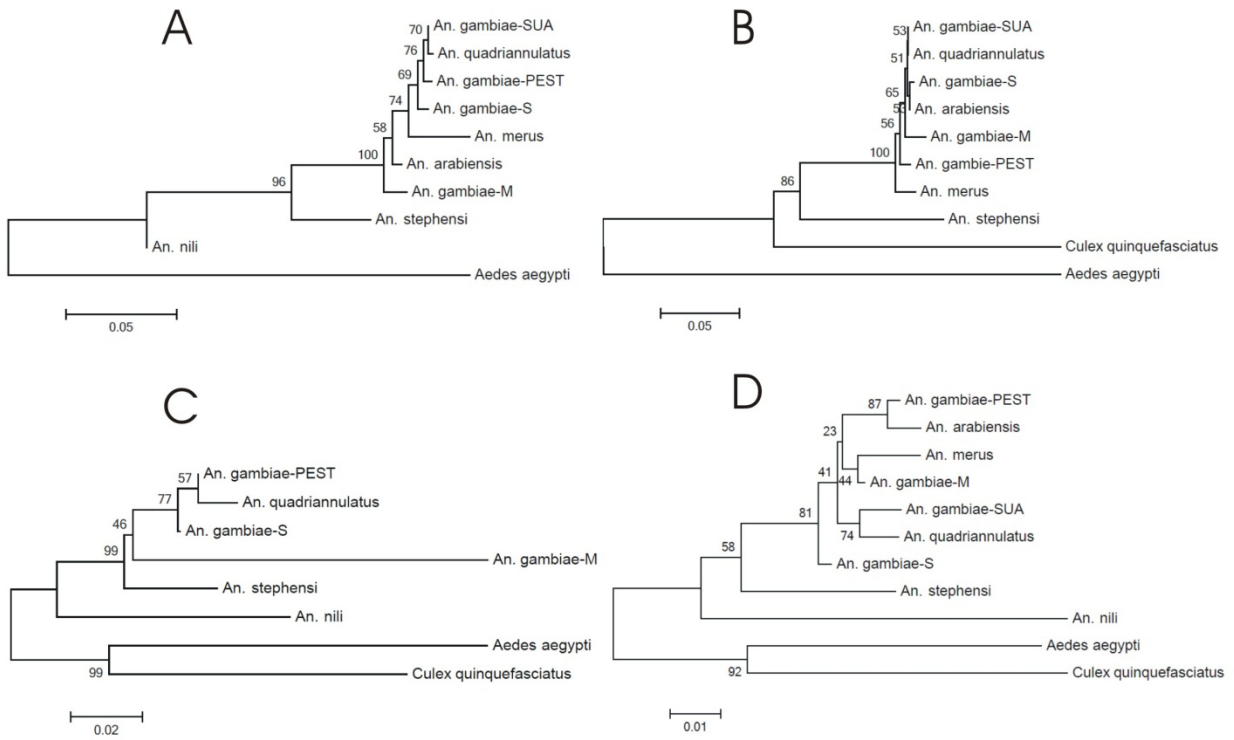 A
70
An. gambiae-SUA
An. quadriannulatus
76
An. gambiae-PEST
69
An. gambiae-S
74
An. merus
58
An. arabiensis
100
An. gambiae-M
96
An. stephensi
An. nili
Aedes aegypti
0.05
B
53
An. gambiae-SUA
An. quadriannulatus
51
An. gambiae-S
65
An. arabiensis
53
An. gambiae-M
56
An. gambie-PEST
100
An. merus
86
An. stephensi
Culex quinquefasciatus
Aedes aegypti
0.05
C
57
An. gambiae-PEST
An. quadriannulatus
77
An. gambiae-S
46
An. gambiae-M
99
An. stephensi
An. nili
Aedes aegypti
99
Culex quinquefasciatus
0.02
D
87
An. gambiae-PEST
An. arabiensis
23
An. merus
44
An. gambiae-M
41
An. gambiae-SUA
74
An. quadriannulatus
81
An. gambiae-S
58
An. stephensi
An. nili
Aedes aegypti
92
Culex quinquefasciatus
0.01